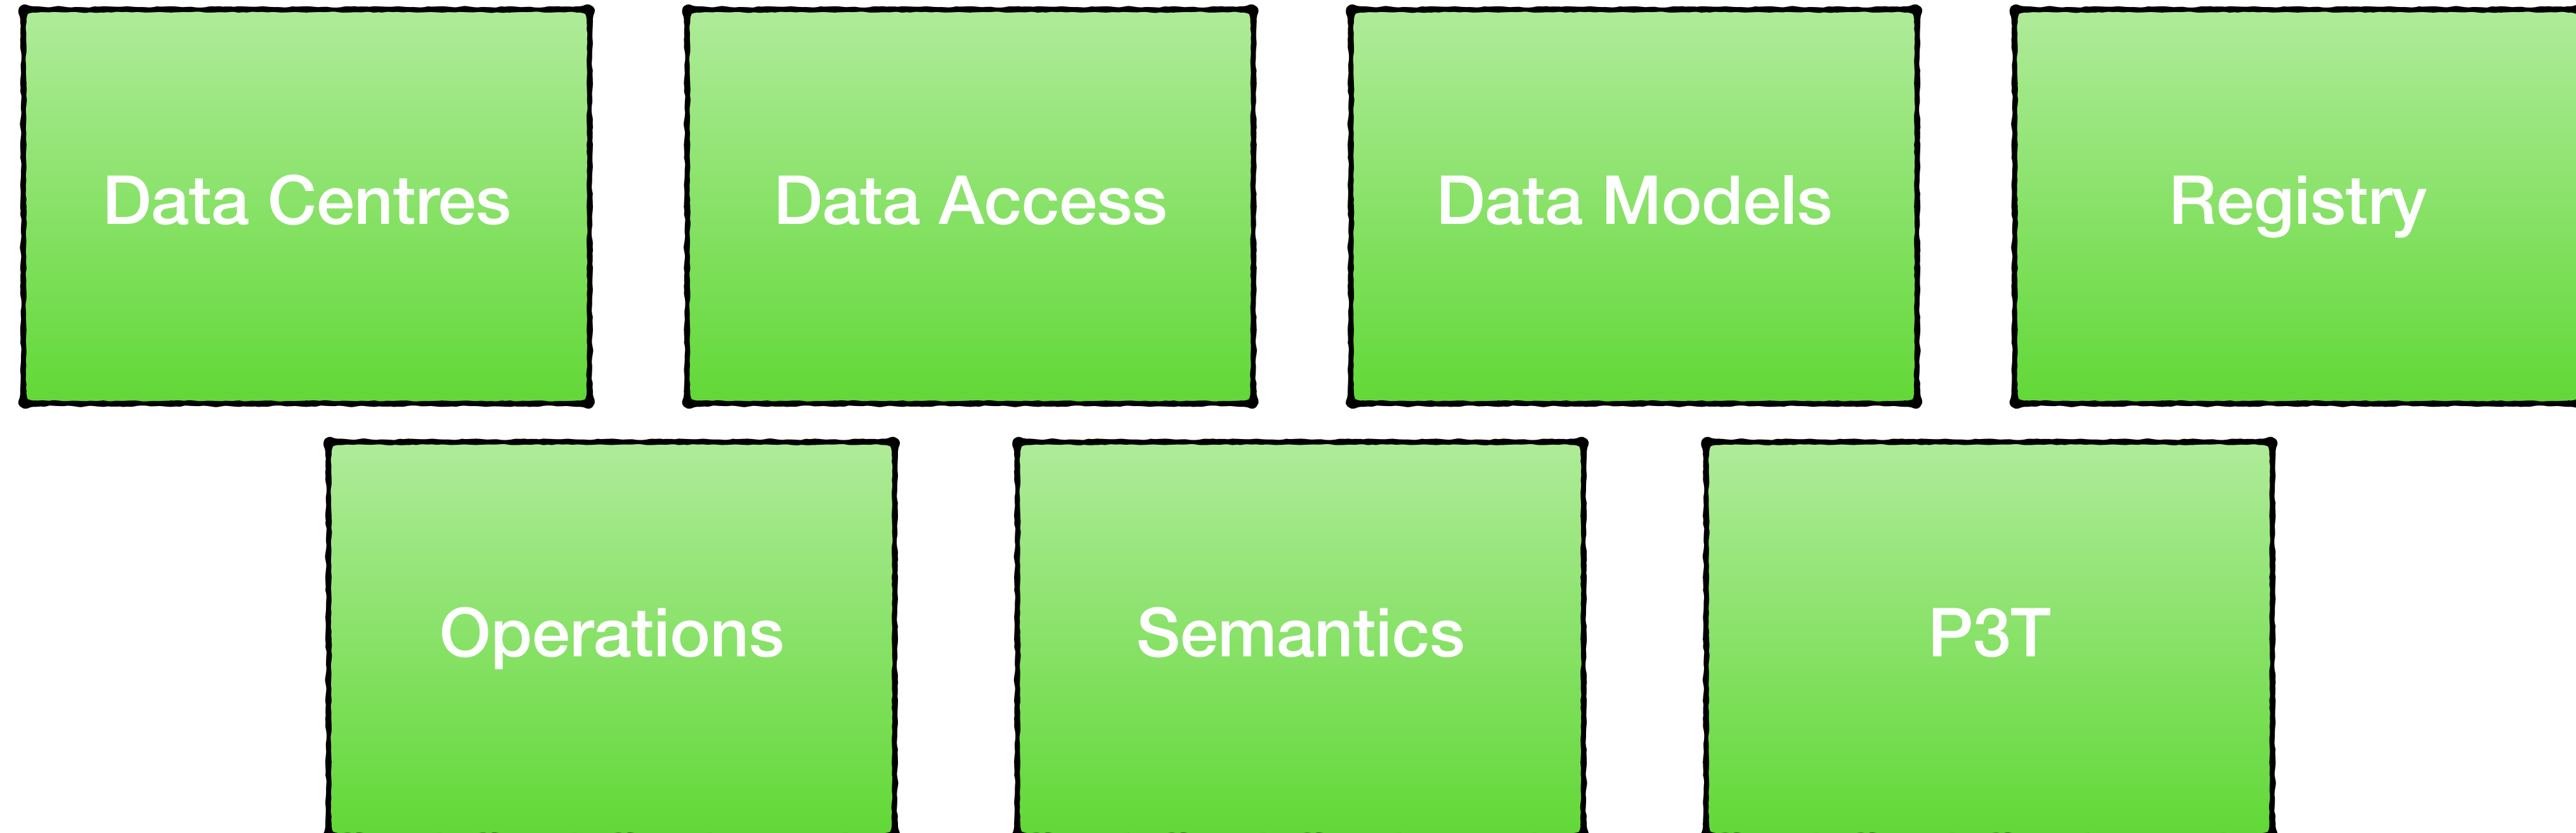 Data Centres
Data Access
Data Models
Registry
Operations
Semantics
P3T